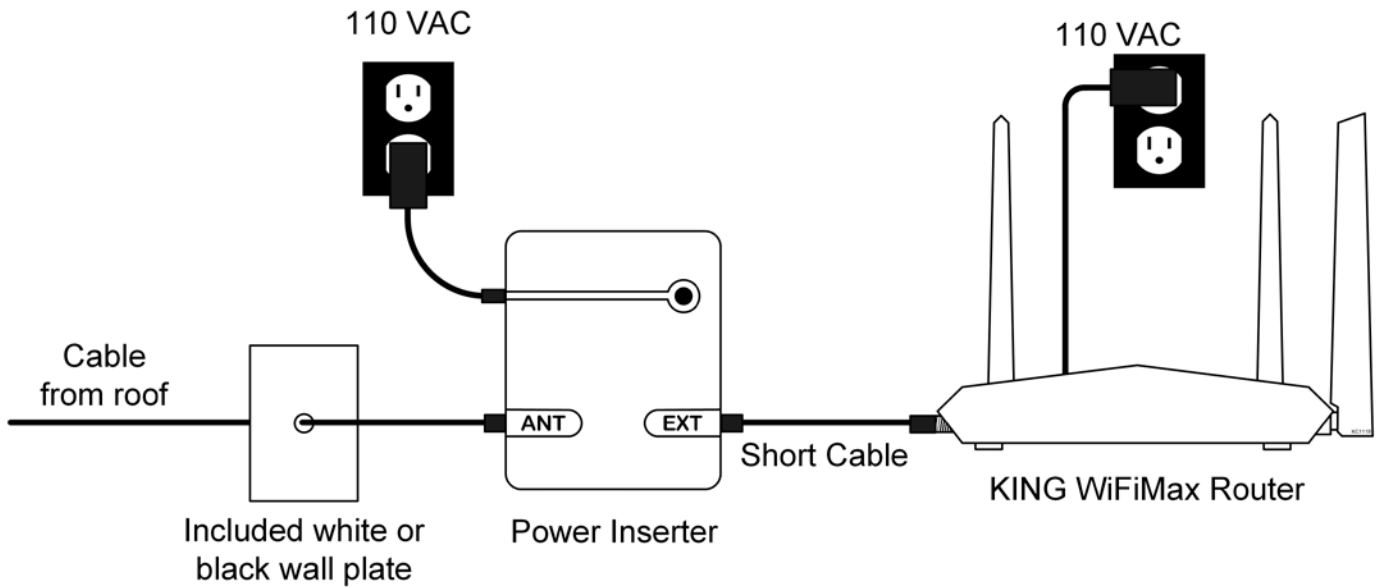 110 VAC
110 VAC
Cable
from roof
ANT
EXT
Short Cable
KING WiFiMax Router
Included white or
black wall plate
Power Inserter